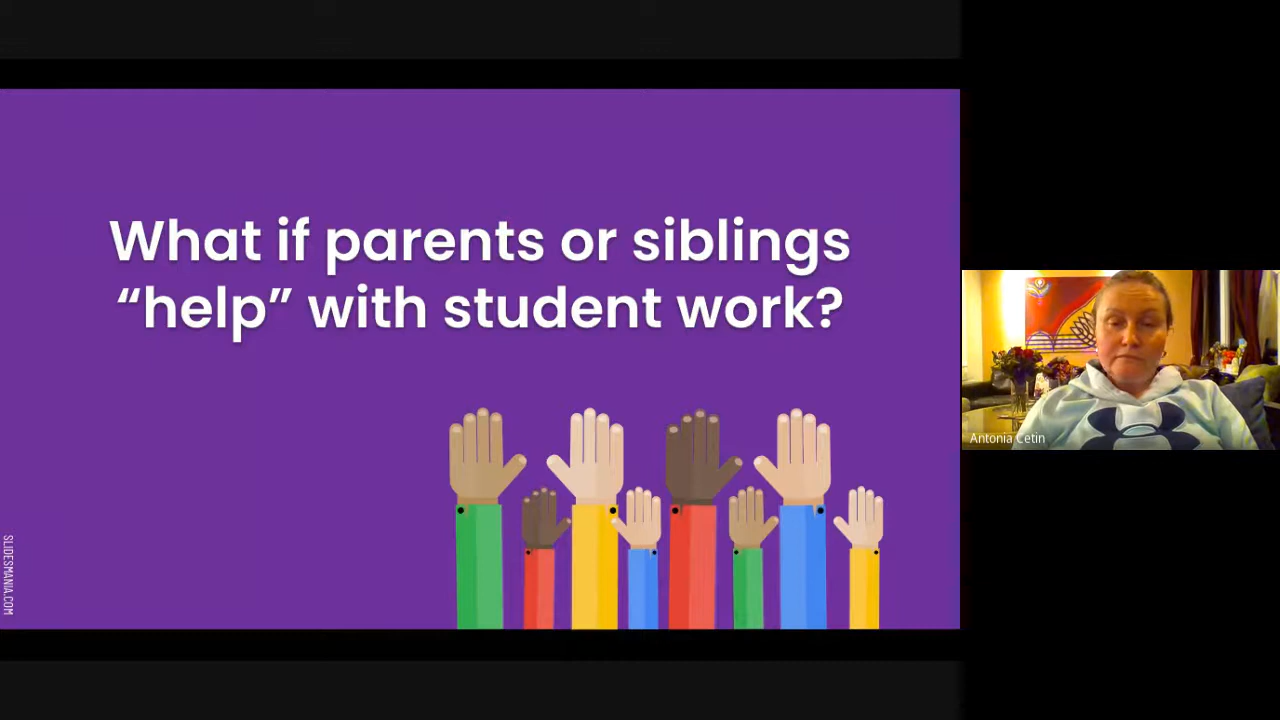 What if parents or siblings
“help” with student work?
SLIDESMANIA.COM
Antonia Cetin